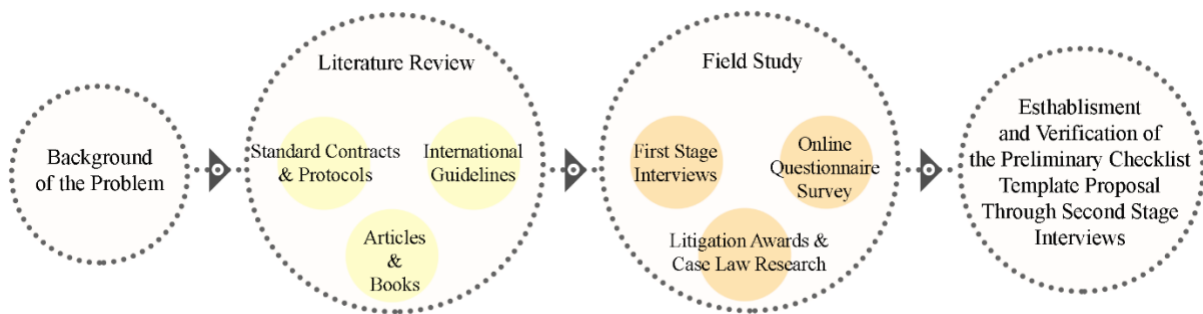 Background
of the Problem
Literature Review
Standard Contracts
& Protocols
International
Guidelines
Articles
&
Books
Field Study
First Stage
Interviews
Online
Questionnaire
Survey
Litigation Awards &
Case Law Research
Esthablisment
and Verification of
the Preliminary Checklist
Template Proposal
Through Second Stage
Interviews